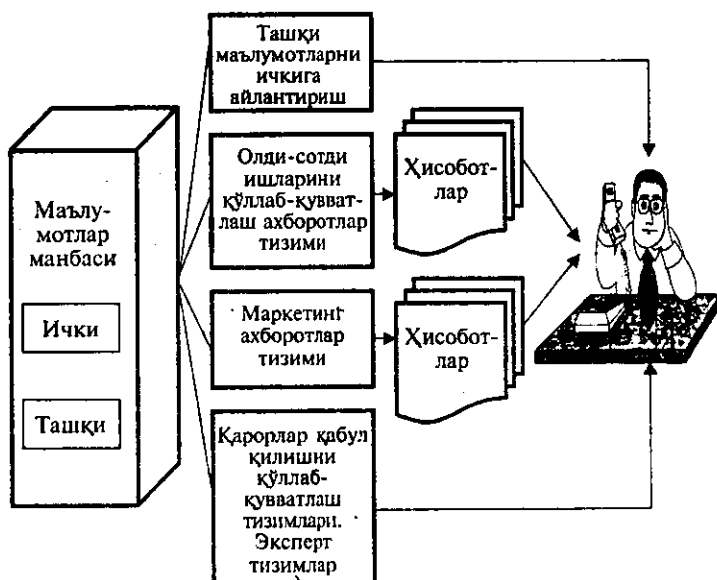 Ташқи
маълумотларни
ичкига
айлантириш
Маълу-
мотлар
манбаси
Ички
Ташқи
Олди-сотди
ишларини
қўллаб-қувват-
лаш ахборотлар
тизими
Ҳисобот-
лар
Маркетинг
ахборотлар
тизими
Ҳисобот-
лар
Қарорлар қабул
қилишни
қўллаб-
қувватлаш
тизимлари.
Эксперт
тизимлар